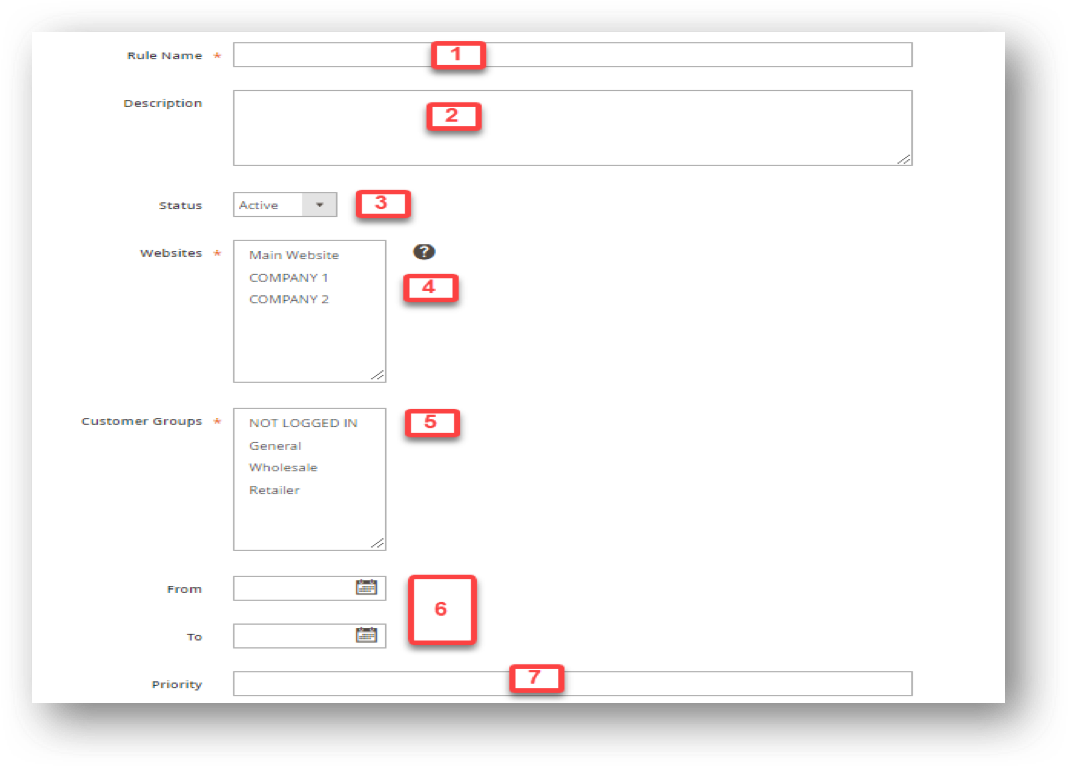 Rule Name * 1
Description 2
Status Active 3
Websites * Main Website ?
COMPANY 1 4
COMPANY 2
Customer Groups * NOT LOGGED IN 5
General
Wholesale
Retailer
From
6
To
Priority 7